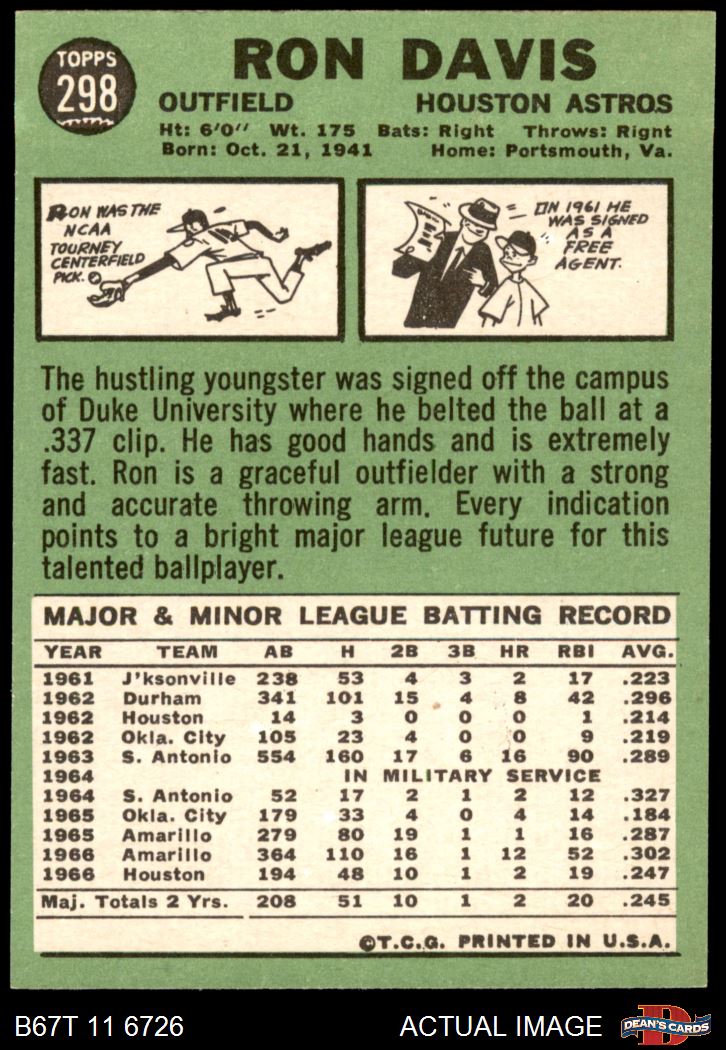 TOPPS
298
RON DAVIS
OUTFIELD HOUSTON ASTROS
Ht: 6'0" Wt. 175 Bats: Right Throws: Rignt
Born: Oct. 21, 1941 Home: Portsmouth, Va.
RON WAS THE
NCAA
TOURNEY
CENTERFIELD
PICK.
IN 1961 HE
WAS SIGNED
AS A
FREE
AGENT.
The hustling youngster was signed off the campus
of Duke University where he belted the ball at a
.337 clip. He has good hands and is extremely
fast. Ron is a graceful outfielder with a strong
and accurate throwing arm. Every indication
points to a bright major league future for this
talented ballplayer.
MAJOR & MINOR LEAGUE BATTING RECORD
YEAR TEAM AB H 2B 3B HR RBI AVG.
1961 J'ksonville 238 53 4 3 2 17 .223
1962 Durham 341 101 15 4 8 42 .296
1962 Houston 14 3 0 0 0 1 .214
1962 Okla. City 105 23 4 0 0 9 .219
1963 S. Antonio 554 160 17 6 16 90 .289
1964 IN MILITARY SERVICE
1964 S. Antonio 52 17 2 1 2 12 .327
1965 Okla. City 179 33 4 0 4 14 .184
1965 Amarillo 279 80 19 1 1 16 .287
1966 Amarillo 364 110 16 1 12 52 .302
1966 Houston 194 48 10 1 2 19 .247
Maj. Totals 2 Yrs. 208 51 10 1 2 20 .245
©T.C.G. PRINTED IN U.S.A.
B67T 11 6726 ACTUAL IMAGE
D
DEAN'S CARDS